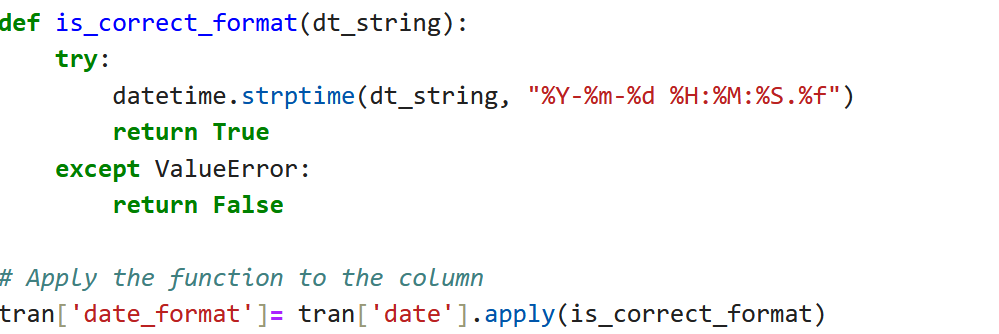 def is_correct_format(dt_string):
    try:
        datetime.strptime(dt_string, "%Y-%m-%d %H:%M:%S.%f")
        return True
    except ValueError:
        return False

# Apply the function to the column
tran['date_format']= tran['date'].apply(is_correct_format)